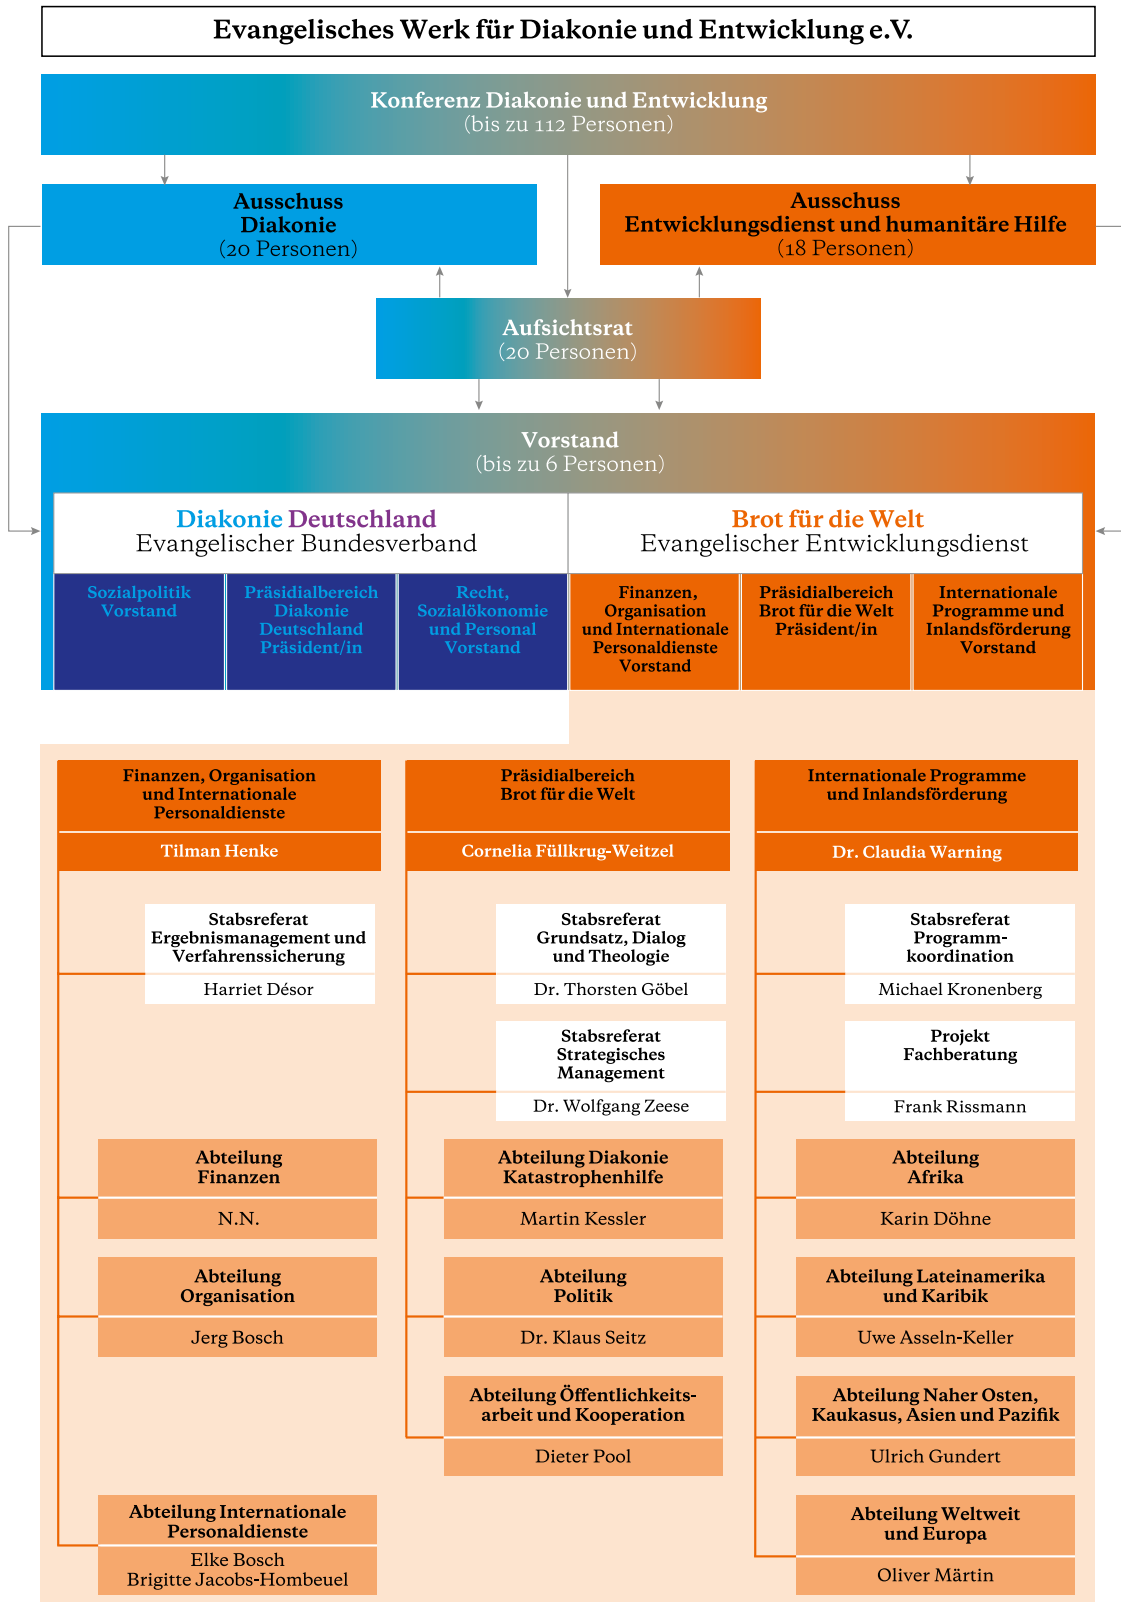 Evangelisches Werk für Diakonie und Entwicklung e.V.
Konferenz Diakonie und Entwicklung
(bis zu 112 Personen)
Ausschuss
Diakonie
(20 Personen)
Ausschuss
Entwicklungsdienst und humanitäre Hilfe
(18 Personen)
Aufsichtsrat
(20 Personen)
Vorstand
(bis zu 6 Personen)
Diakonie Deutschland
Evangelischer Bundesverband
Brot für die Welt
Evangelischer Entwicklungsdienst
Sozialpolitik
Vorstand
Präsidialbereich
Diakonie
Deutschland
Präsident/in
Recht,
Sozialökonomie
und Personal
Vorstand
Finanzen,
Organisation
und Internationale
Personaldienste
Vorstand
Präsidialbereich
Brot für die Welt
Präsident/in
Internationale
Programme und
Inlandsförderung
Vorstand
Finanzen, Organisation
und Internationale
Personaldienste
Tilman Henke
Stabsreferat
Ergebnismanagement und
Verfahrenssicherung
Harriet Désor
Abteilung
Finanzen
N.N.
Abteilung
Organisation
Jerg Bosch
Abteilung Internationale
Personaldienste
Elke Bosch
Brigitte Jacobs-Hombeuel
Präsidialbereich
Brot für die Welt
Cornelia Füllkrug-Weitzel
Stabsreferat
Grundsatz, Dialog
und Theologie
Dr. Thorsten Göbel
Stabsreferat
Strategisches
Management
Dr. Wolfgang Zeese
Abteilung Diakonie
Katastrophenhilfe
Martin Kessler
Abteilung
Politik
Dr. Klaus Seitz
Abteilung Öffentlichkeits-
arbeit und Kooperation
Dieter Pool
Internationale Programme
und Inlandsförderung
Dr. Claudia Warning
Stabsreferat
Programm-
koordination
Michael Kronenberg
Projekt
Fachberatung
Frank Rissmann
Abteilung
Afrika
Karin Döhne
Abteilung Lateinamerika
und Karibik
Uwe Asseln-Keller
Abteilung Naher Osten,
Kaukasus, Asien und Pazifik
Ulrich Gundert
Abteilung Weltweit
und Europa
Oliver Märtin